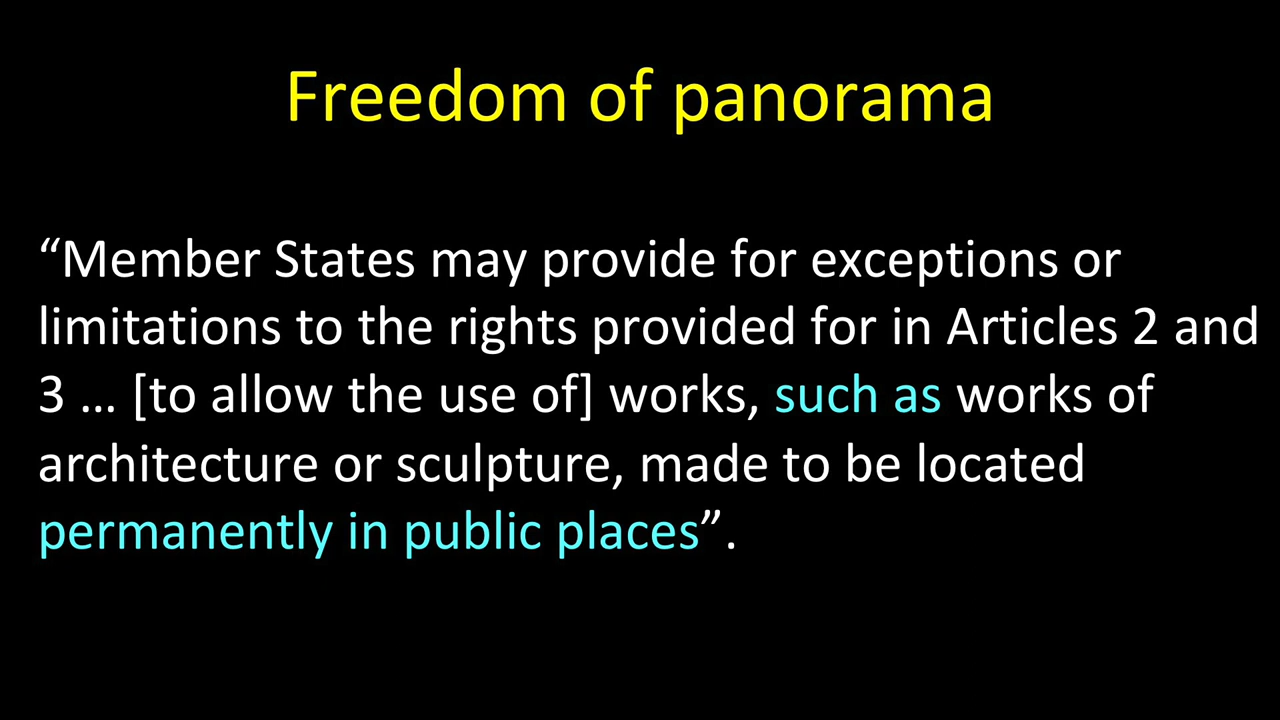 Freedom of panorama
“Member States may provide for exceptions or
limitations to the rights provided for in Articles 2 and
3 … [to allow the use of] works, such as works of
architecture or sculpture, made to be located
permanently in public places”.